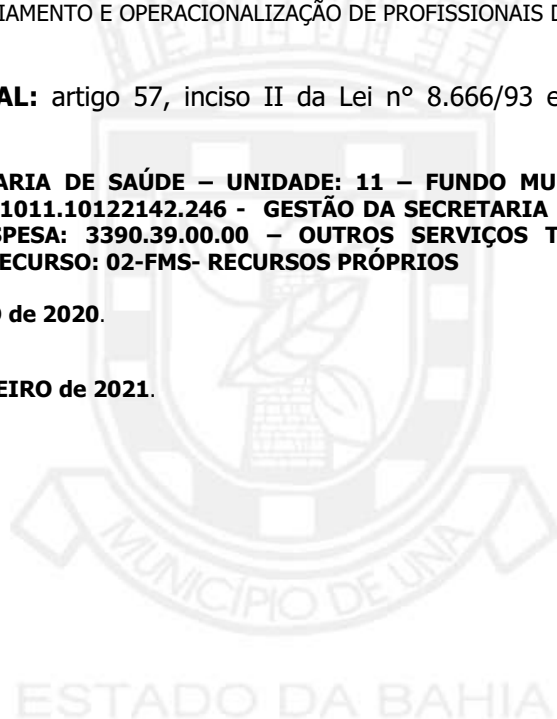 IAMENTO E OPERACIONALIZAÇÃO DE PROFISSIONAIS D
AL: artigo 57, inciso II da Lei n° 8.666/93 e
ARIA DE SAÚDE – UNIDADE: 11 – FUNDO MU
1011.10122142.246 - GESTÃO DA SECRETARIA
SPESA: 3390.39.00.00 – OUTROS SERVIÇOS T
RECURSO: 02-FMS- RECURSOS PRÓPRIOS
de 2020.
EIRO de 2021.
MUNICÍPIO DE UNA
ESTADO DA BAHIA